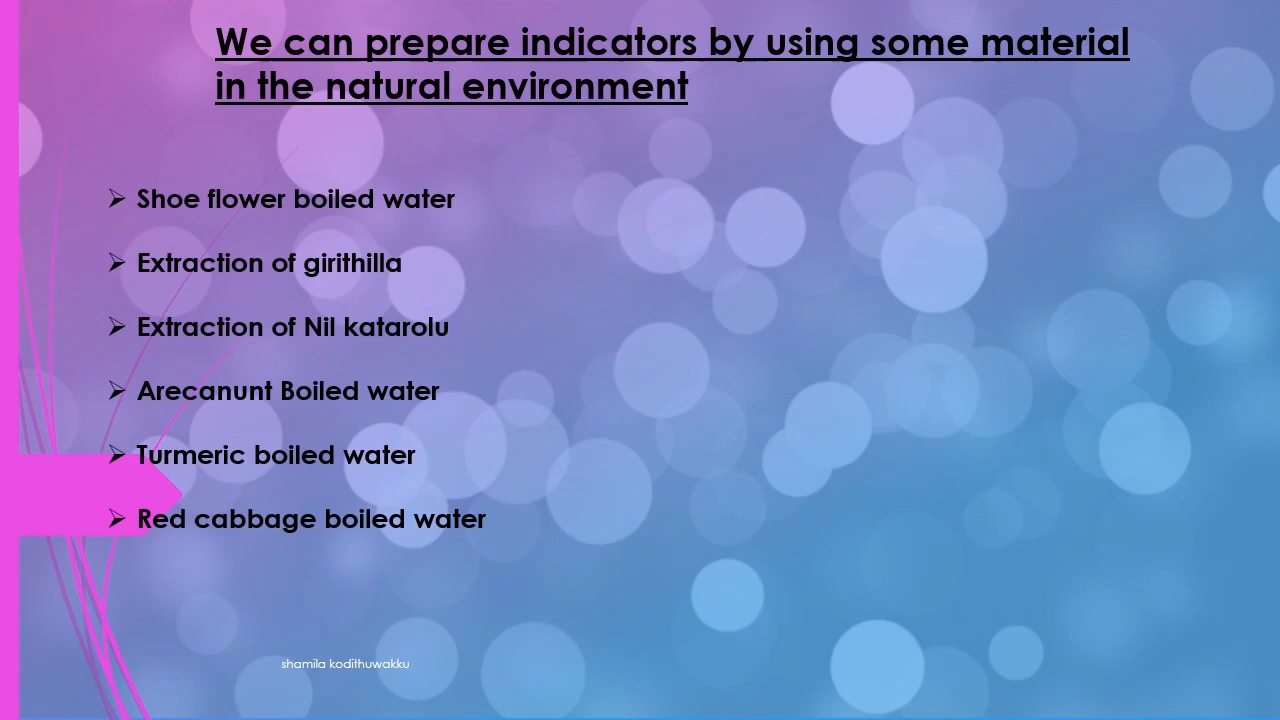 We can prepare indicators by using some material
in the natural environment
➢ Shoe flower boiled water
➢ Extraction of girithilla
➢ Extraction of Nil katarolu
➢ Arecanunt Boiled water
➢ Turmeric boiled water
➢ Red cabbage boiled water
shamila kodithuwakku